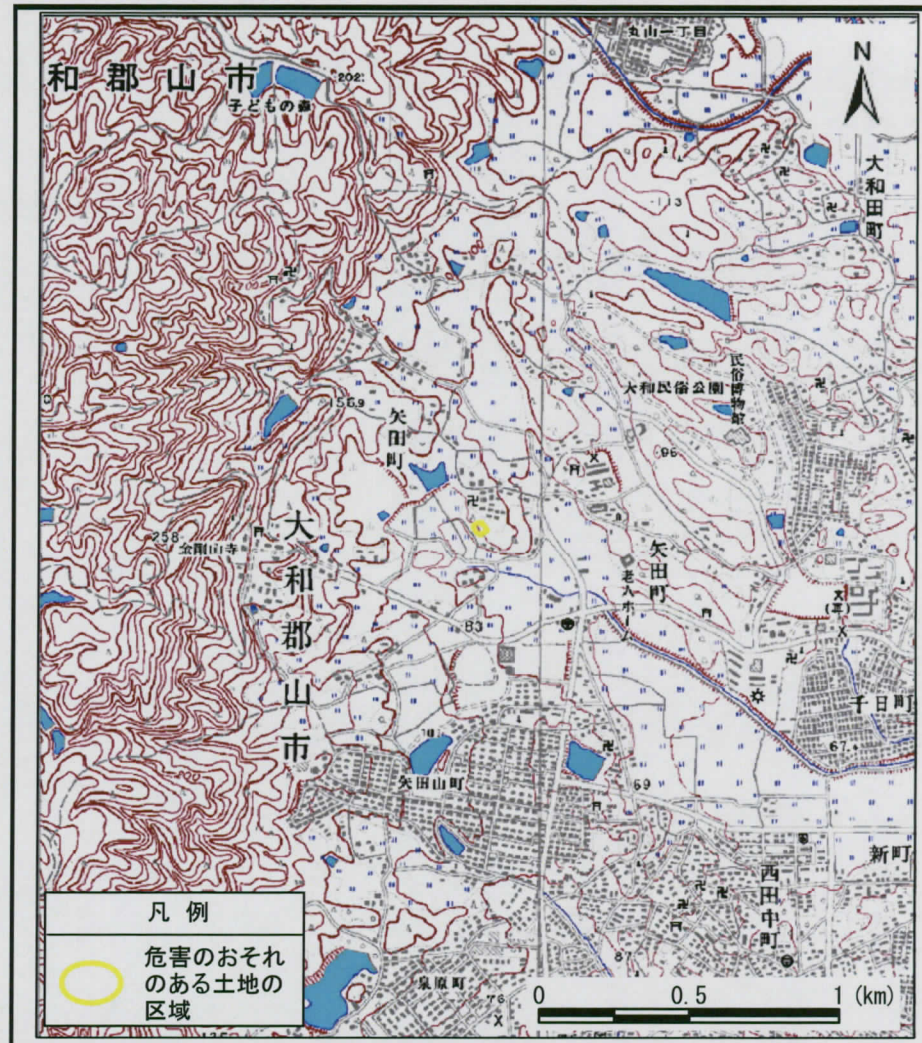 丸山一丁目
N
和郡山市
202
子どもの森
大和田町
113
100
民俗博物館
大和民俗公園
156.9
矢田町
96
大和郡山市
258
金剛山寺
矢田町
老人ホーム
83
千日町
67.4
矢田山町
69
新町
西田中町
67
泉原町
76
凡 例
危害のおそれ
のある土地の
区域
0 0.5 1 (km)